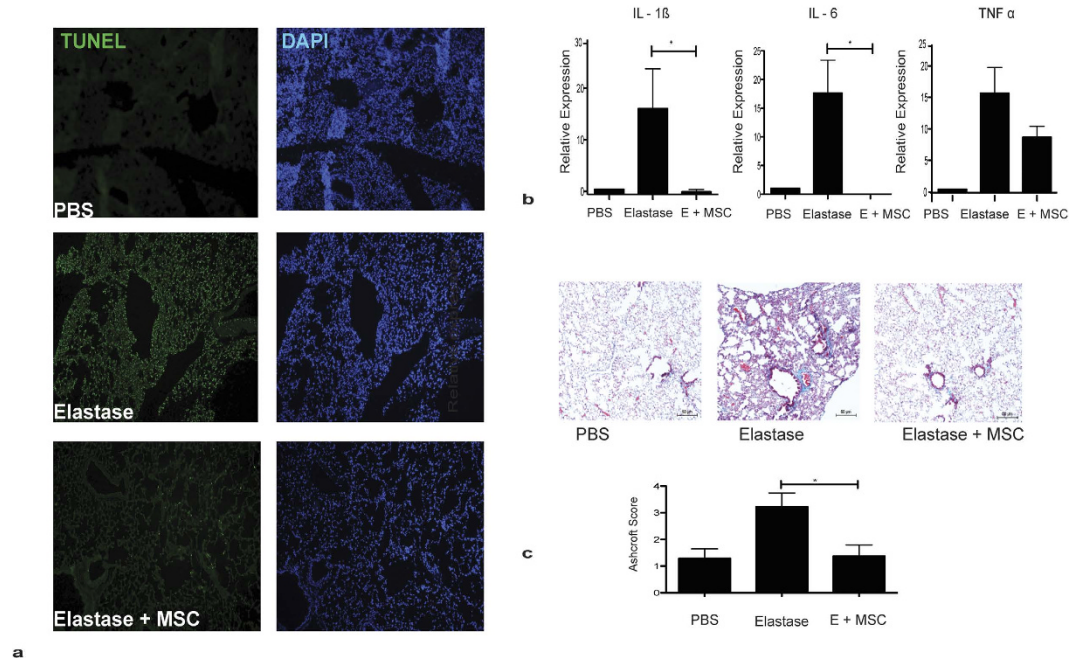 TUNEL
DAPI
PBS
Elastase
Relative Expression
Elastase + MSC
a
IL - 1ß
IL - 6
TNF α
Relative Expression
30
20
10
0
*
PBS Elastase E + MSC
Relative Expression
25
20
15
10
5
0
*
PBS Elastase E + MSC
Relative Expression
25
20
15
10
5
0
PBS Elastase E + MSC
b
PBS
Elastase
Elastase + MSC
Ashcroft Score
4
3
2
1
0
*
PBS Elastase E + MSC
c